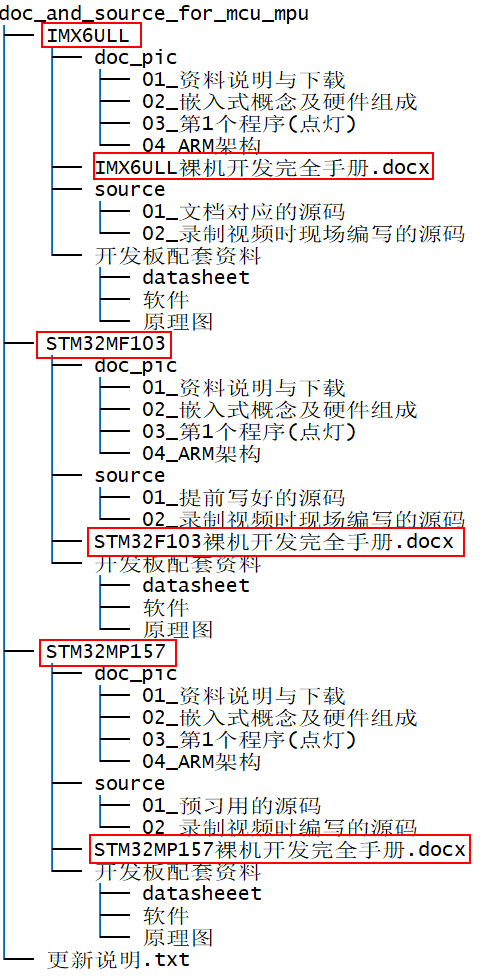 doc_and_source_for_mcu_mpu
IMX6ULL
doc_pic
01_资料说明与下载
02_嵌入式概念及硬件组成
03_第1个程序(点灯)
04_ARM架构
IMX6ULL裸机开发完全手册.docx
source
01_文档对应的源码
02_录制视频时现场编写的源码
开发板配套资料
datasheet
软件
原理图
STM32MF103
doc_pic
01_资料说明与下载
02_嵌入式概念及硬件组成
03_第1个程序(点灯)
04_ARM架构
source
01_提前写好的源码
02_录制视频时现场编写的源码
STM32F103裸机开发完全手册.docx
开发板配套资料
datasheet
软件
原理图
STM32MP157
doc_pic
01_资料说明与下载
02_嵌入式概念及硬件组成
03_第1个程序(点灯)
04_ARM架构
source
01_预习用的源码
02_录制视频时编写的源码
STM32MP157裸机开发完全手册.docx
开发板配套资料
datasheeet
软件
原理图
更新说明.txt